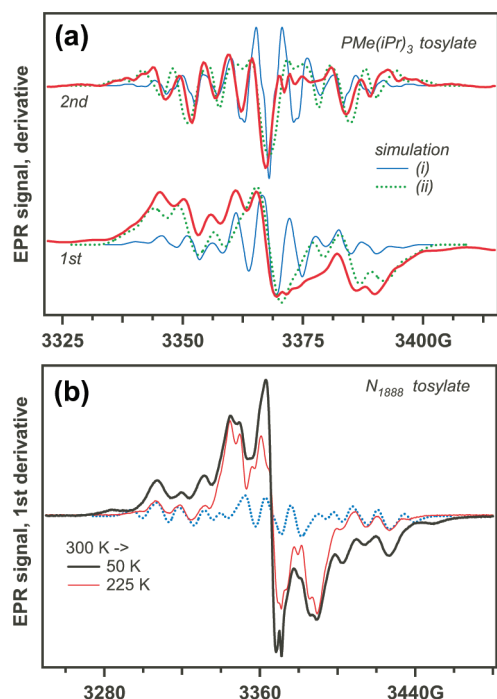 (a)
PMe(iPr)3 tosylate
2nd
simulation
(i)
(ii)
1st
EPR signal, derivative
3325 3350 3375 3400G
(b)
N1888 tosylate
EPR signal, 1st derivative
300 K ->
50 K
225 K
3280 3360 3440G